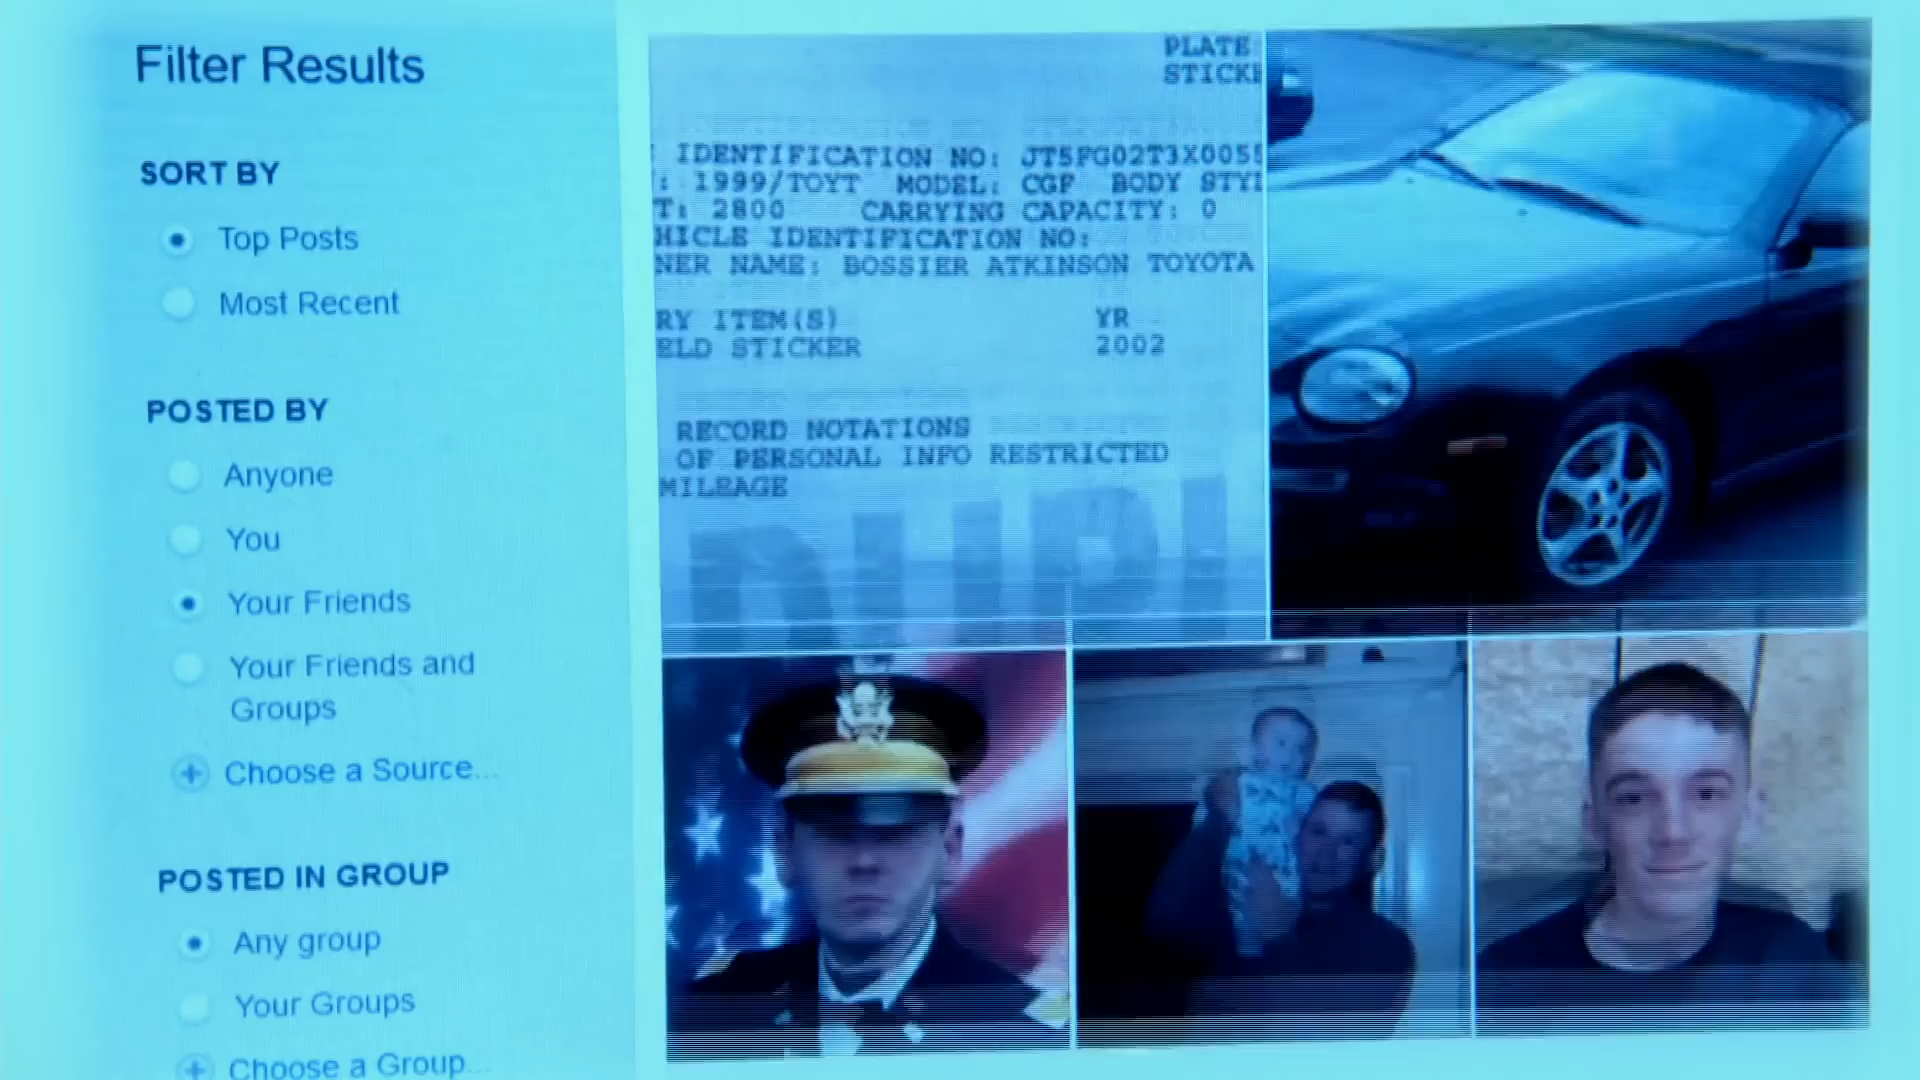 Filter Results
SORT BY
Top Posts
Most Recent
POSTED BY
Anyone
You
Your Friends
Your Friends and
Groups
Choose a Source...
POSTED IN GROUP
Any group
Your Groups
Choose a Group...
PLATE
STICKE
IDENTIFICATION NO: JT5FG02T3X005
: 1999/TOYT MODEL: CGF BODY STYL
T: 2800 CARRYING CAPACITY: 0
HICLE IDENTIFICATION NO:
NER NAME: BOSSIER ATKINSON TOYOTA
RY ITEM(S) YR
ELD STICKER 2002
RECORD NOTATIONS
OF PERSONAL INFO RESTRICTED
MILEAGE